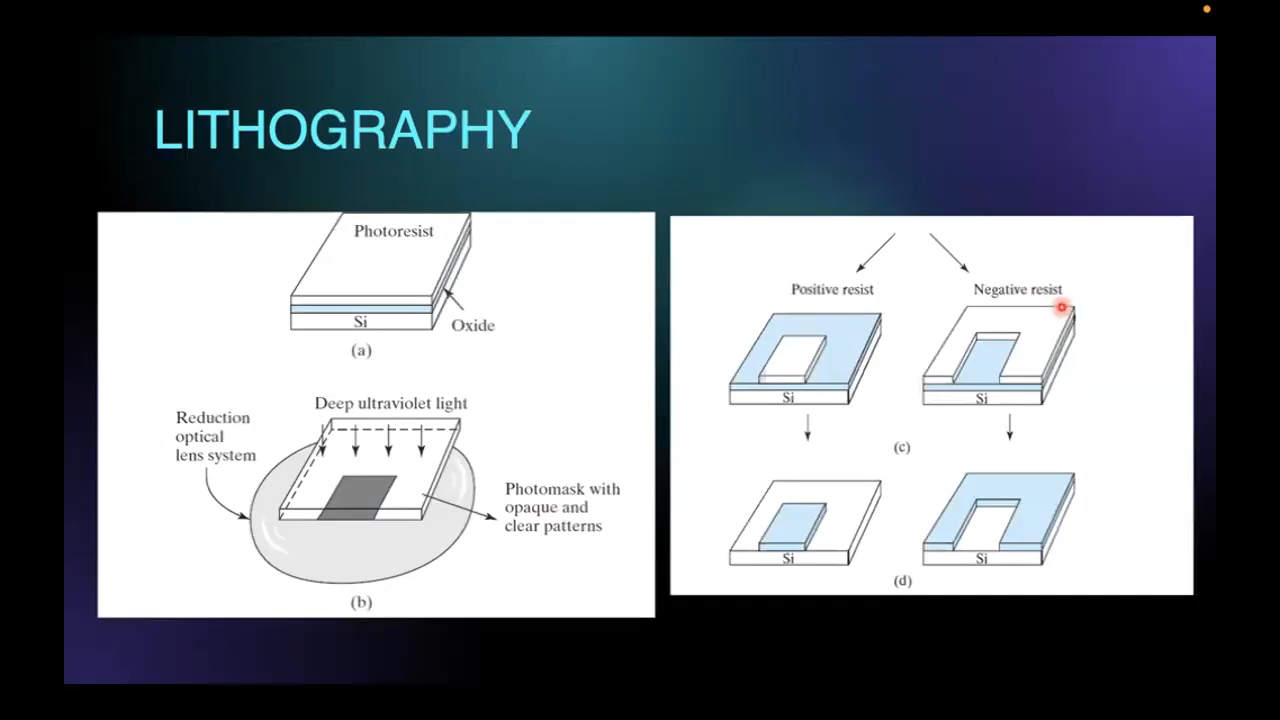 LITHOGRAPHY
Photoresist
Si
Oxide
(a)
Deep ultraviolet light
Reduction
optical
lens system
Photomask with
opaque and
clear patterns
(b)
Positive resist
Negative resist
Si
Si
(c)
Si
Si
(d)